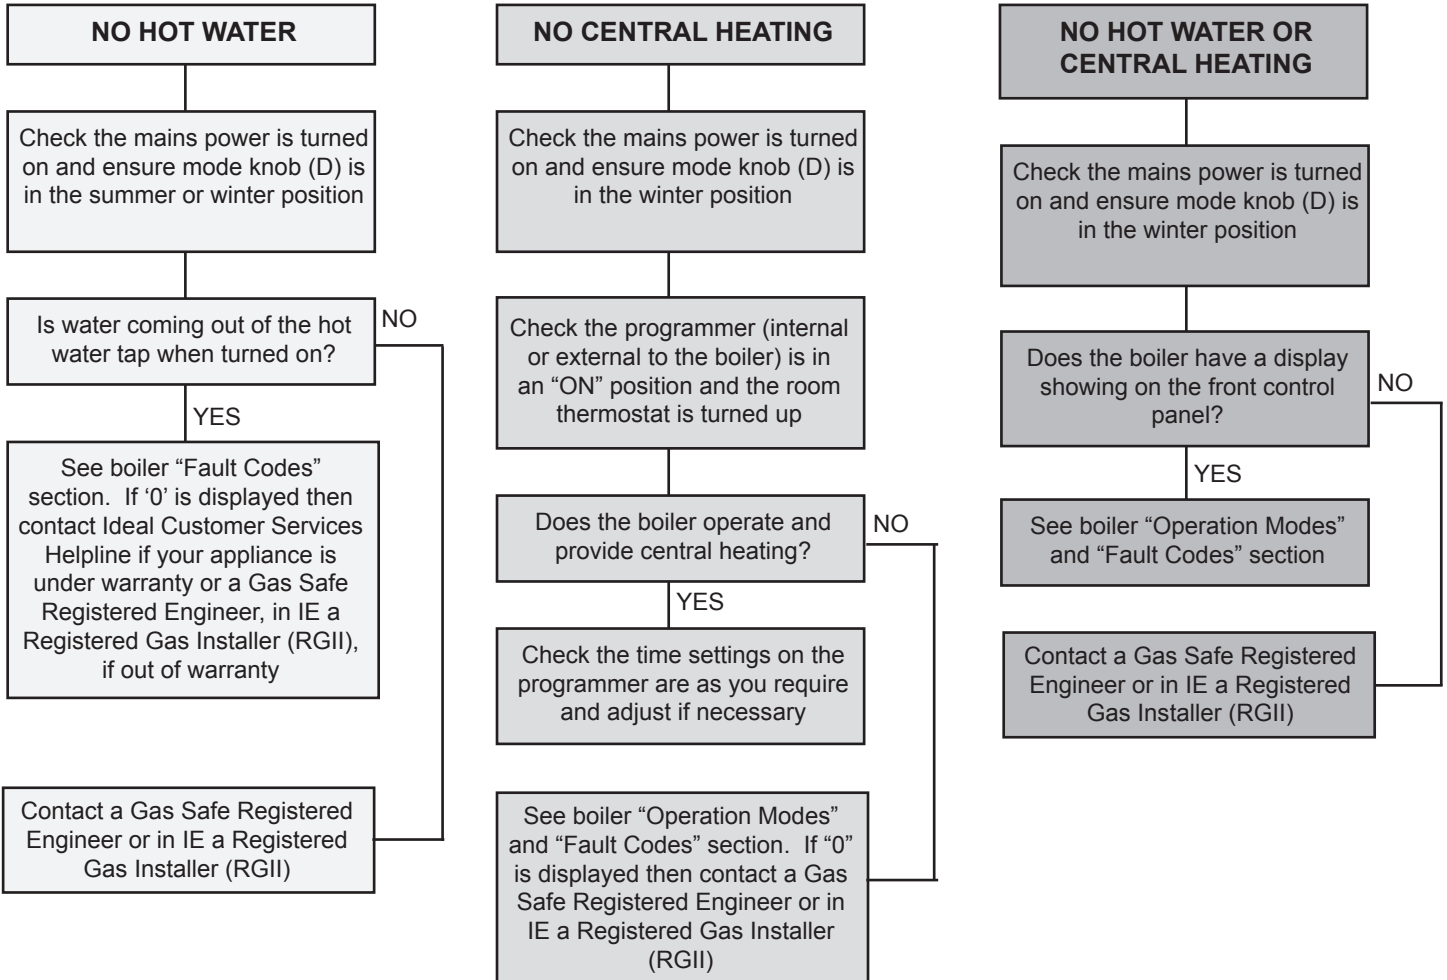 NO HOT WATER
Check the mains power is turned
on and ensure mode knob (D) is
in the summer or winter position
Is water coming out of the hot
water tap when turned on?
NO
YES
See boiler “Fault Codes”
section.  If ‘0’ is displayed then
contact Ideal Customer Services
Helpline if your appliance is
under warranty or a Gas Safe
Registered Engineer, in IE a
Registered Gas Installer (RGII),
if out of warranty
Contact a Gas Safe Registered
Engineer or in IE a Registered
Gas Installer (RGII)
NO CENTRAL HEATING
Check the mains power is turned
on and ensure mode knob (D) is
in the winter position
Check the programmer (internal
or external to the boiler) is in
an “ON” position and the room
thermostat is turned up
Does the boiler operate and
provide central heating?
NO
YES
Check the time settings on the
programmer are as you require
and adjust if necessary
See boiler “Operation Modes”
and “Fault Codes” section.  If “0”
is displayed then contact a Gas
Safe Registered Engineer or in
IE a Registered Gas Installer
(RGII)
NO HOT WATER OR
CENTRAL HEATING
Check the mains power is turned
on and ensure mode knob (D) is
in the winter position
Does the boiler have a display
showing on the front control
panel?
NO
YES
See boiler “Operation Modes”
and “Fault Codes” section
Contact a Gas Safe Registered
Engineer or in IE a Registered
Gas Installer (RGII)